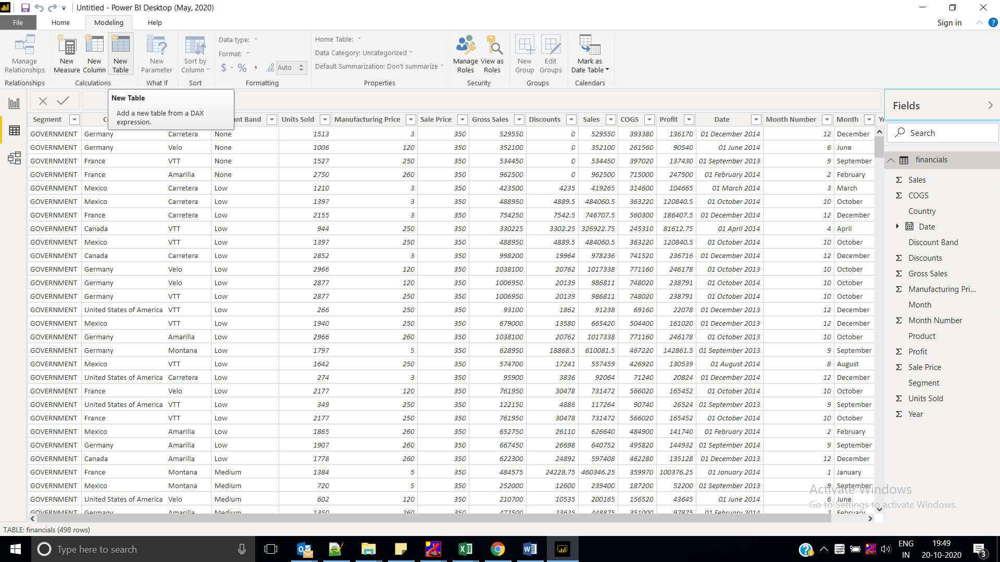 Untitled - Power BI Desktop (May, 2020)
File Home Modeling Help Sign in
Manage Relationships
New Measure
New Column
New Table
New Parameter
Sort by Column
Data type:
Format:
$ % , .00 Auto
Home Table:
Data Category: Uncategorized
Default Summarization: Don't summarize
Manage Roles
View as Roles
New Group
Edit Groups
Mark as Date Table
Relationships Calculations What If Sort Formatting Properties Security Groups Calendars
New Table
Add a new table from a DAX
expression.
Segment C nt Band Units Sold Manufacturing Price Sale Price Gross Sales Discounts Sales COGS Profit Date Month Number Month Ye
GOVERNMENT Germany Carretera None 1513 3 350 529550 0 529550 393380 136170 01 December 2014 12 December
GOVERNMENT Germany Velo None 1006 120 350 352100 0 352100 261560 90540 01 June 2014 6 June
GOVERNMENT France VTT None 1527 250 350 534450 0 534450 397020 137430 01 September 2013 9 September
GOVERNMENT France Amarilla None 2750 260 350 962500 0 962500 715000 247500 01 February 2014 2 February
GOVERNMENT Mexico Carretera Low 1210 3 350 423500 4235 419265 314600 104665 01 March 2014 3 March
GOVERNMENT Mexico Carretera Low 1397 3 350 488950 4889.5 484060.5 363220 120840.5 01 October 2014 10 October
GOVERNMENT France Carretera Low 2155 3 350 754250 7542.5 746707.5 560300 186407.5 01 December 2014 12 December
GOVERNMENT Canada VTT Low 944 250 350 330225 3302.25 326922.75 245310 81612.75 01 April 2014 4 April
GOVERNMENT Mexico VTT Low 1397 250 350 488950 4889.5 484060.5 363220 120840.5 01 October 2014 10 October
GOVERNMENT Canada Carretera Low 2852 3 350 998200 19964 978236 741520 236716 01 December 2014 12 December
GOVERNMENT Germany Velo Low 2966 120 350 1038100 20762 1017338 771160 246178 01 October 2013 10 October
GOVERNMENT Germany Velo Low 2877 120 350 1006950 20139 986811 748020 238791 01 October 2014 10 October
GOVERNMENT Germany VTT Low 2877 250 350 1006950 20139 986811 748020 238791 01 October 2014 10 October
GOVERNMENT United States of America VTT Low 266 250 350 93100 1862 91238 69160 22078 01 December 2013 12 December
GOVERNMENT Mexico VTT Low 1940 250 350 679000 13580 665420 504400 161020 01 December 2013 12 December
GOVERNMENT Germany Amarilla Low 2966 260 350 1038100 20762 1017338 771160 246178 01 October 2013 10 October
GOVERNMENT Germany Montana Low 1797 5 350 628950 18868.5 610081.5 467220 142861.5 01 September 2013 9 September
GOVERNMENT Mexico VTT Low 1642 250 350 574700 17241 557459 426920 130539 01 August 2014 8 August
GOVERNMENT United States of America Carretera Low 274 3 350 95900 3836 92064 71240 20824 01 December 2014 12 December
GOVERNMENT France Velo Low 2177 120 350 761950 30478 731472 566020 165452 01 October 2014 10 October
GOVERNMENT United States of America VTT Low 349 250 350 122150 4886 117264 90740 26524 01 September 2013 9 September
GOVERNMENT France VTT Low 2177 250 350 761950 30478 731472 566020 165452 01 October 2014 10 October
GOVERNMENT Mexico Amarilla Low 1865 260 350 652750 26110 626640 484900 141740 01 February 2014 2 February
GOVERNMENT Germany Amarilla Low 1907 260 350 667450 26698 640752 495820 144932 01 September 2014 9 September
GOVERNMENT Canada Amarilla Low 1778 260 350 622300 24892 597408 462280 135128 01 December 2013 12 December
GOVERNMENT France Montana Medium 1384 5 350 484575 24228.75 460346.25 359970 100376.25 01 January 2014 1 January
GOVERNMENT Mexico Montana Medium 720 5 350 252000 12600 239400 187200 52200 01 September 2013 9 September
GOVERNMENT United States of America Velo Medium 602 120 350 210700 10535 200165 156520 43645 01 June 2014 6 June
GOVERNMENT Germany Amarilla Medium 1350 260 350 472500 23625 448875 351000 97875 01 February 2014 2 February
Fields
Search
financials
Sales
COGS
Country
Date
Discount Band
Discounts
Gross Sales
Manufacturing Pri...
Month
Month Number
Product
Profit
Sale Price
Segment
Units Sold
Year
Activate Windows
Go to Settings to activate Windows.
TABLE: financials (498 rows)
Type here to search
ENG
IN
19:49
20-10-2020
3